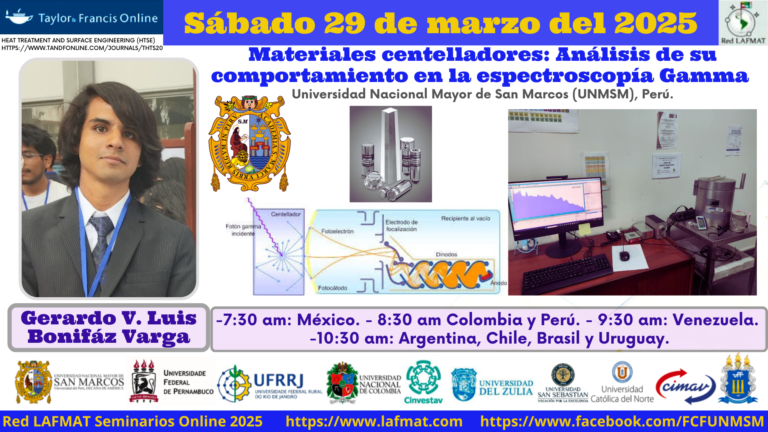 Taylor & Francis Online
HEAT TREATMENT AND SURFACE ENGINEERING (HTSE)
HTTPS://WWW.TANDFONLINE.COM/JOURNALS/THTS20
Sábado 29 de marzo del 2025
Red LAFMAT
Materiales centelladores: Análisis de su
comportamiento en la espectroscopía Gamma
Universidad Nacional Mayor de San Marcos (UNMSM), Perú.
Fotón gamma
incidente
Centellador
Fotoelectrón
Fotocátodo
Electrodo de
focalización
Recipiente al vacío
Dínodos
Ánodo
Gerardo V. Luis
Bonifáz Varga
-7:30 am: México. - 8:30 am Colombia y Perú. - 9:30 am: Venezuela.
-10:30 am: Argentina, Chile, Brasil y Uruguay.
UNIVERSIDAD NACIONAL MAYOR DE
SAN MARCOS
UNIVERSIDADE
FEDERAL
DE PERNAMBUCO
UFRRJ
UNIVERSIDADE FEDERAL RURAL
DO RIO DE JANEIRO
UNIVERSIDAD
NACIONAL
DE COLOMBIA
Cinvestav
UNIVERSIDAD
DEL ZULIA
UNIVERSIDAD
SAN SEBASTIAN
VOCACIÓN POR LA EXCELENCIA
Universidad
Católica del Norte
cimav
Red LAFMAT Seminarios Online 2025 https://www.lafmat.com https://www.facebook.com/FCFUNMSM